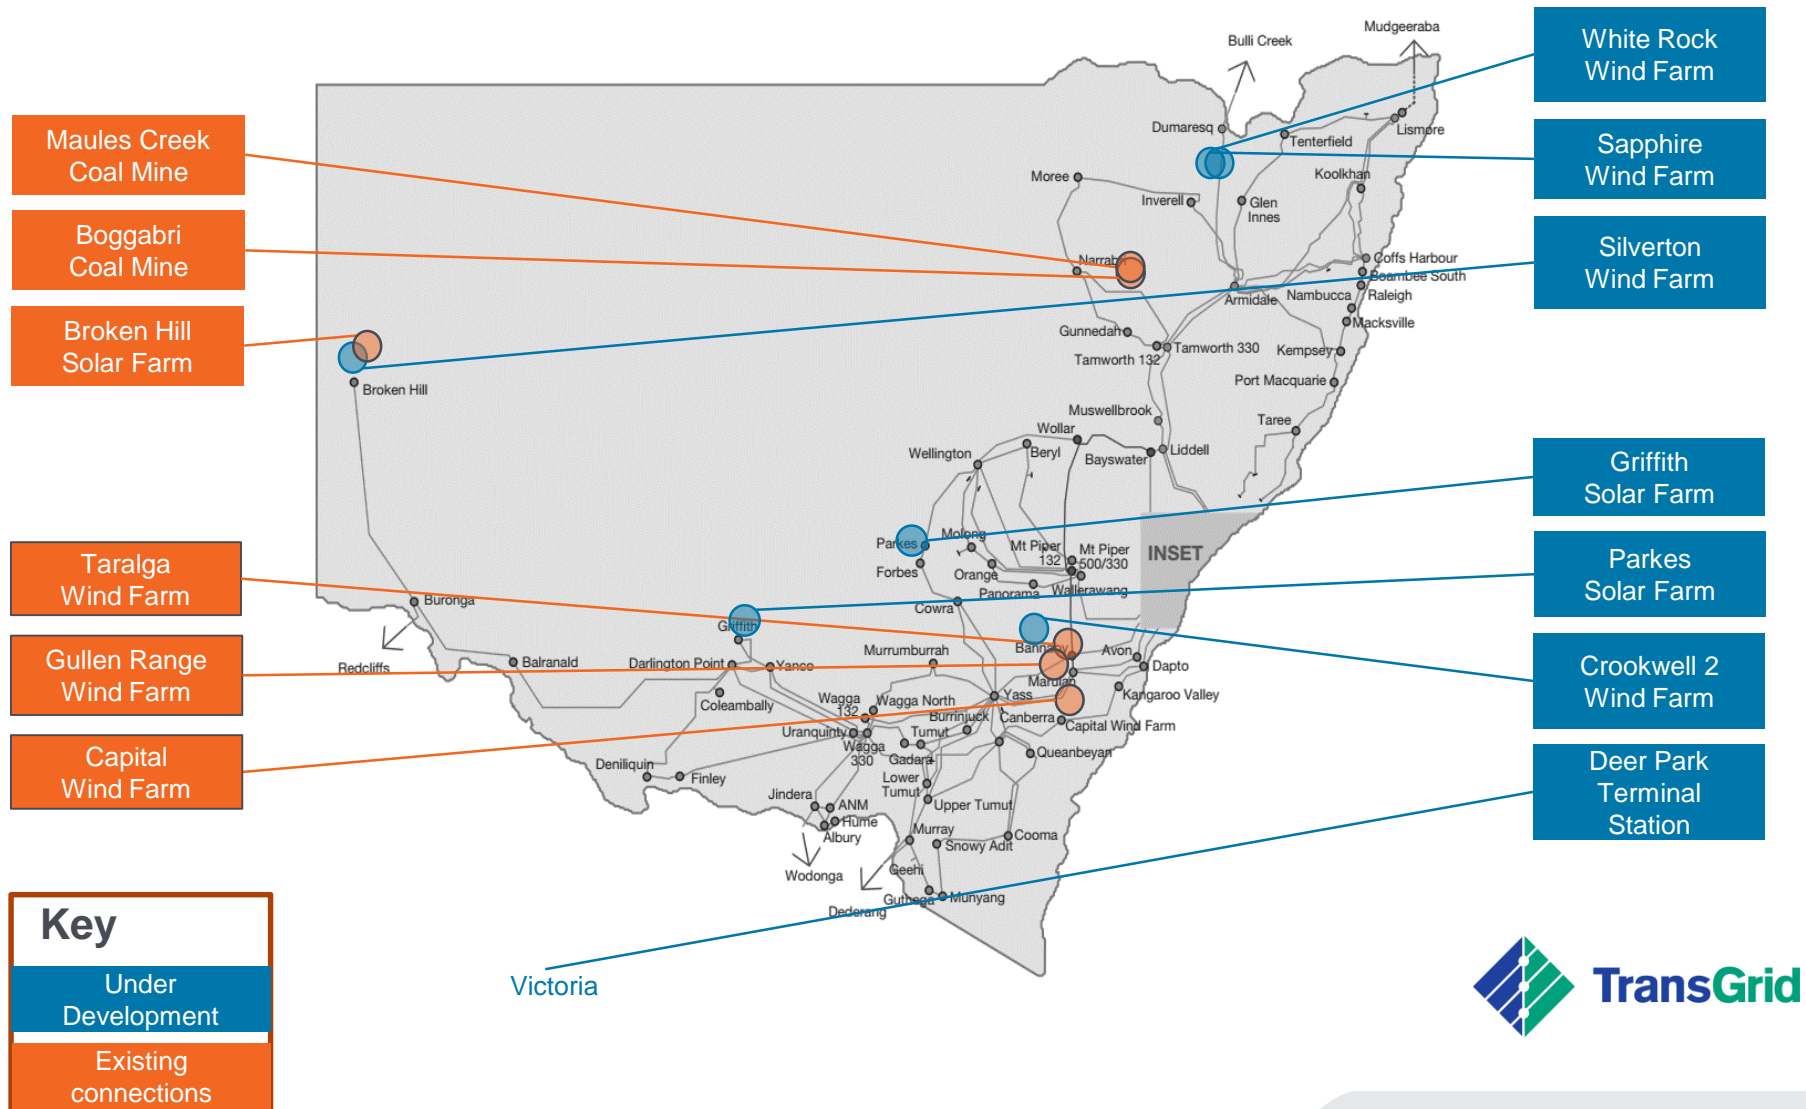 Mudgeeraba
Bulli Creek
White Rock
Wind Farm
Maules Creek
Coal Mine
Dumaresq
Tenterfield
Lismore
Sapphire
Wind Farm
Koolkhan
Moree
Inverell
Glen
Innes
Boggabri
Coal Mine
Silverton
Wind Farm
Narrabri
Coffs Harbour
Boambee South
Armidale
Nambucca
Raleigh
Macksville
Broken Hill
Solar Farm
Gunnedah
Tamworth 132
Tamworth 330
Kempsey
Broken Hill
Port Macquarie
Muswellbrook
Taree
Wollar
Wellington
Beryl
Bayswater
Liddell
Griffith
Solar Farm
Parkes
Molong
Mt Piper
132
Mt Piper
500/330
INSET
Forbes
Orange
Panorama
Wallerawang
Taralga
Wind Farm
Parkes
Solar Farm
Buronga
Cowra
Griffith
Redcliffs
Balranald
Darlington Point
Yanco
Murrumburrah
Bannaby
Avon
Dapto
Marulan
Gullen Range
Wind Farm
Crookwell 2
Wind Farm
Coleambally
Wagga
132
Wagga North
Yass
Kangaroo Valley
Burrinjuck
Canberra
Capital Wind Farm
Uranquinty
Wagga
330
Tumut
Gadara
Queanbeyan
Capital
Wind Farm
Deniliquin
Finley
Lower
Tumut
Upper Tumut
Deer Park
Terminal
Station
Jindera
ANM
Hume
Albury
Murray
Snowy Adit
Cooma
Wodonga
Geehi
Guthega
Munyang
Dederang
Key
Under
Development
Existing
connections
Victoria
TransGrid